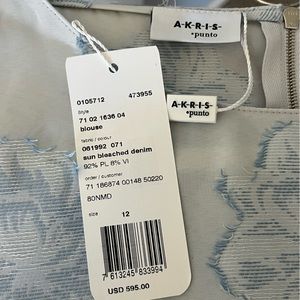 A-K-R-I-S-
•punto
A-K-R-I-S-
•punto
0105712 473955
style
71 02 1636 04
blouse
fabric / colour
061992 071
sun bleached denim
92% PL 8% VI
order / customer
71 186874 00148 50220
80NMD
size 12
7 613245 833994
USD 595.00